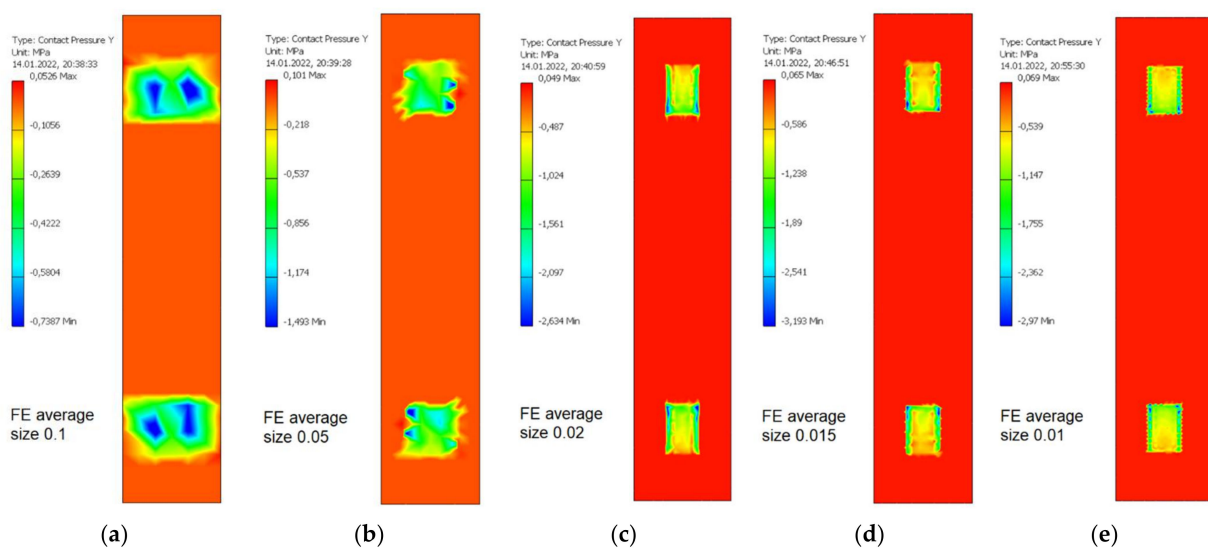 Type: Contact Pressure Y
Unit: MPa
14.01.2022, 20:38:33
0,0526 Max
-0,1056
-0,2639
-0,4222
-0,5804
-0,7387 Min
FE average
size 0.1
(a)
Type: Contact Pressure Y
Unit: MPa
14.01.2022, 20:39:28
0,101 Max
-0,218
-0,537
-0,856
-1,174
-1,493 Min
FE average
size 0.05
(b)
Type: Contact Pressure Y
Unit: MPa
14.01.2022, 20:40:59
0,049 Max
-0,487
-1,024
-1,561
-2,097
-2,634 Min
FE average
size 0.02
(c)
Type: Contact Pressure Y
Unit: MPa
14.01.2022, 20:46:51
0,065 Max
-0,586
-1,238
-1,89
-2,541
-3,193 Min
FE average
size 0.015
(d)
Type: Contact Pressure Y
Unit: MPa
14.01.2022, 20:55:30
0,069 Max
-0,539
-1,147
-1,755
-2,362
-2,97 Min
FE average
size 0.01
(e)